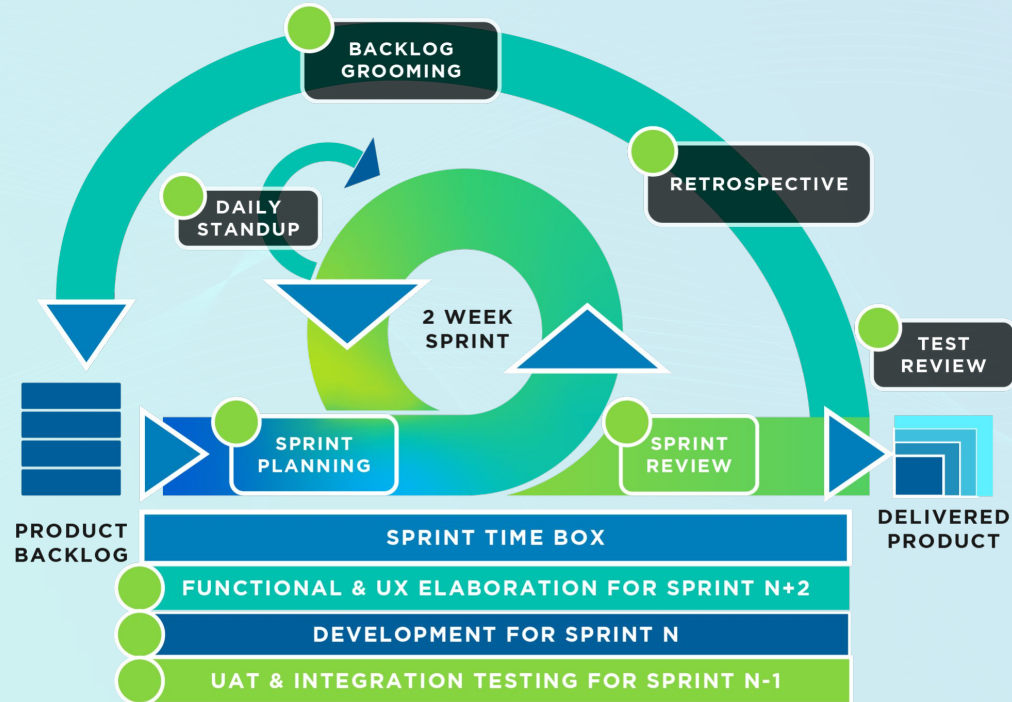 BACKLOG
GROOMING
RETROSPECTIVE
DAILY
STANDUP
2 WEEK
SPRINT
TEST
REVIEW
SPRINT
PLANNING
SPRINT
REVIEW
PRODUCT
BACKLOG
DELIVERED
PRODUCT
SPRINT TIME BOX
FUNCTIONAL & UX ELABORATION FOR SPRINT N+2
DEVELOPMENT FOR SPRINT N
UAT & INTEGRATION TESTING FOR SPRINT N-1